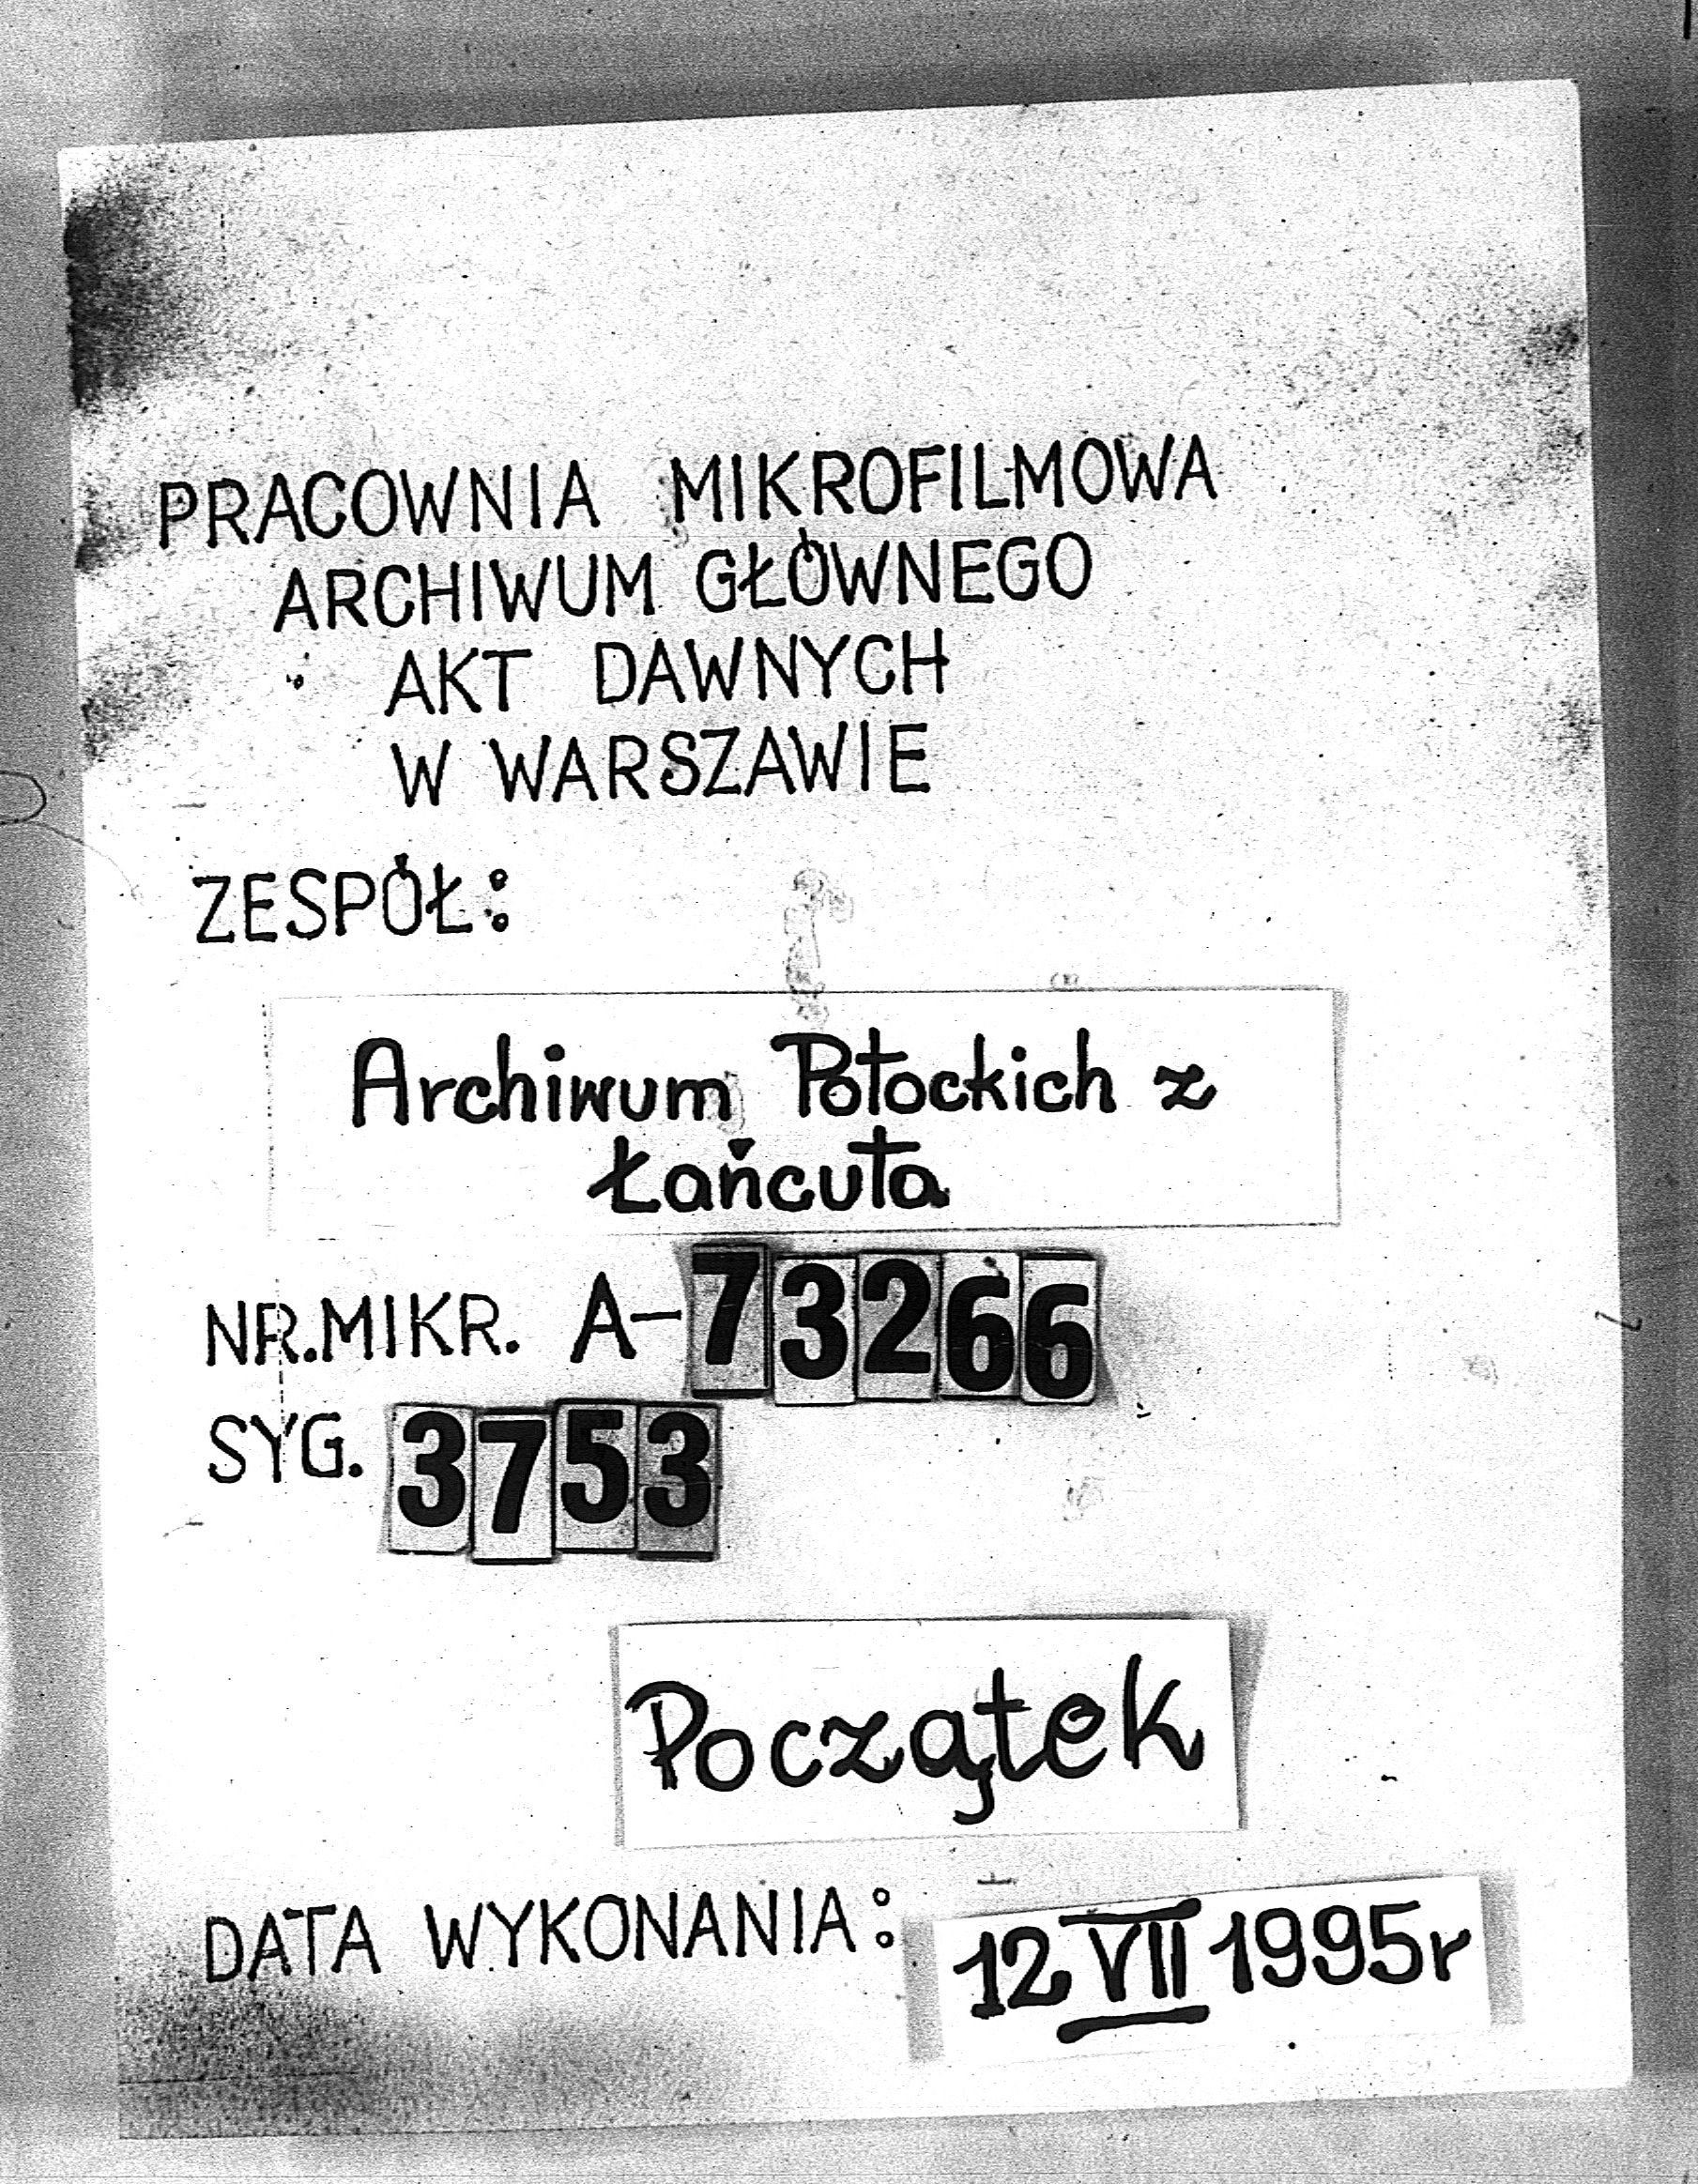 PRACOWNIA MIKROFILMOWA
ARCHIWUM GŁÓWNEGO
AKT DAWNYCH
W WARSZAWIE
ZESPÓŁ:
Archiwum Potockich z
Łańcuta
NR.MIKR. A-73266
SYG. 3753
Początek
DATA WYKONANIA: 12 VII 1995r